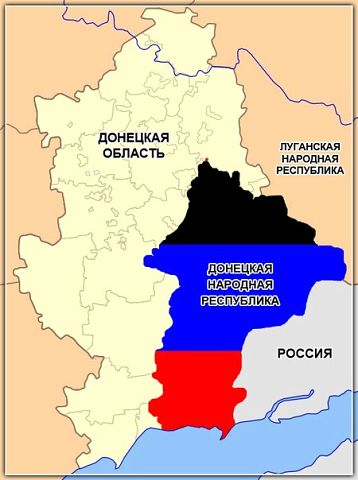 ДОНЕЦКАЯ
ОБЛАСТЬ
ЛУГАНСКАЯ
НАРОДНАЯ
РЕСПУБЛИКА
ДОНЕЦКАЯ
НАРОДНАЯ
РЕСПУБЛИКА
РОССИЯ